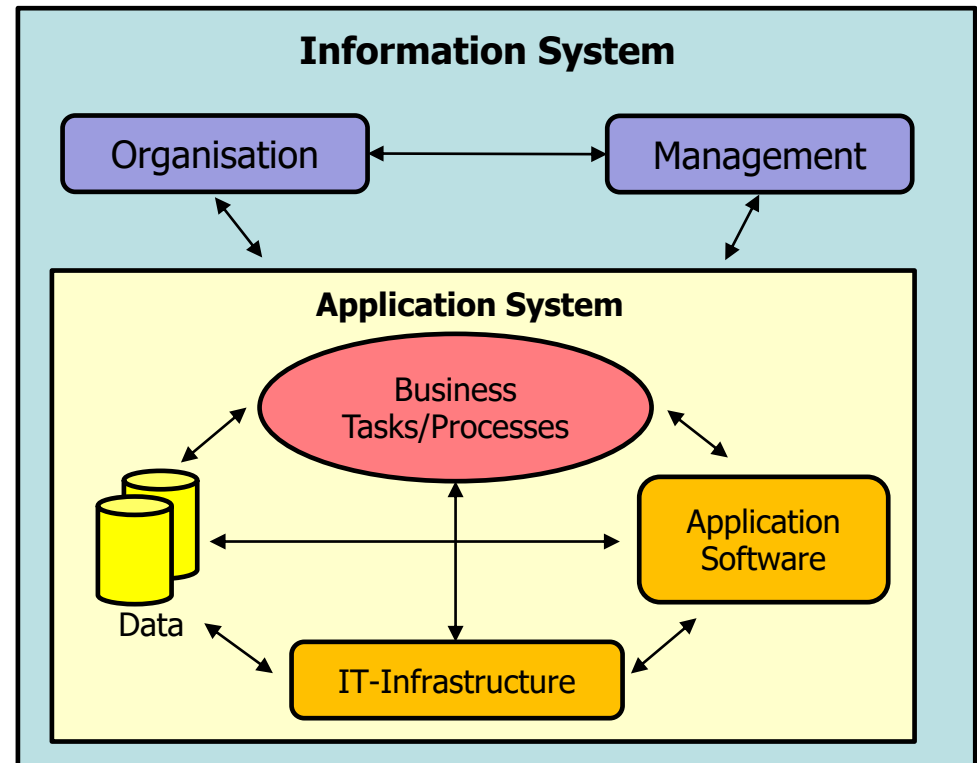 Information System
Organisation
Management
Application System
Business
Tasks/Processes
Application
Software
Data
IT-Infrastructure